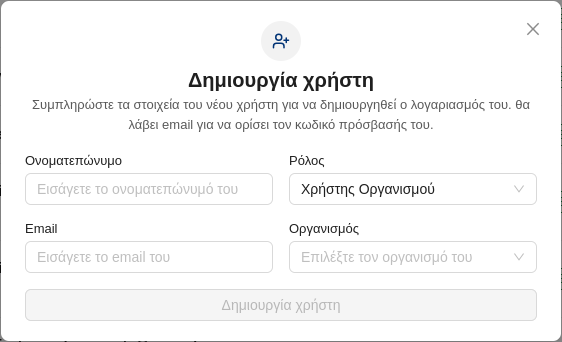 Δημιουργία χρήστη
Συμπληρώστε τα στοιχεία του νέου χρήστη για να δημιουργηθεί ο λογαριασμός του. θα
λάβει email για να ορίσει τον κωδικό πρόσβασής του.
Ονοματεπώνυμο
Ρόλος
Εισάγετε το ονοματεπώνυμό του
Χρήστης Οργανισμού
Email
Οργανισμός
Εισάγετε το email του
Επιλέξτε τον οργανισμό του
Δημιουργία χρήστη